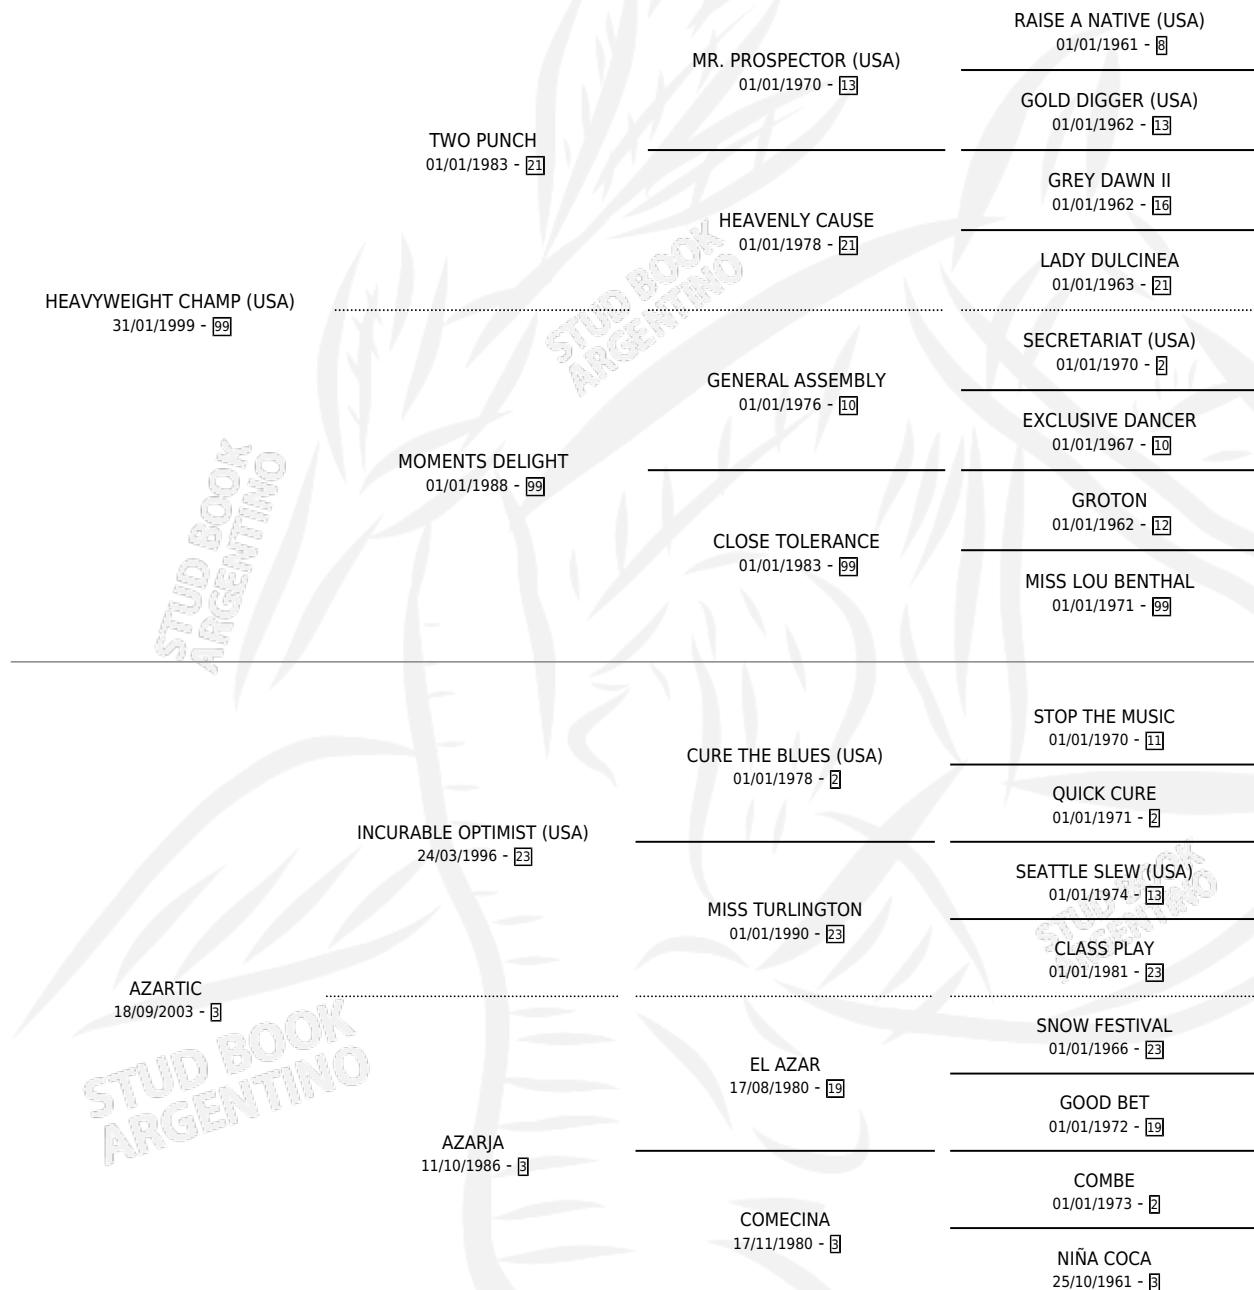 RAISE A NATIVE (USA)
01/01/1961 - 8
MR. PROSPECTOR (USA)
01/01/1970 - 13
GOLD DIGGER (USA)
01/01/1962 - 13
TWO PUNCH
01/01/1983 - 21
GREY DAWN II
01/01/1962 - 16
HEAVENLY CAUSE
01/01/1978 - 21
LADY DULCINEA
01/01/1963 - 21
HEAVYWEIGHT CHAMP (USA)
31/01/1999 - 99
SECRETARIAT (USA)
01/01/1970 - 2
GENERAL ASSEMBLY
01/01/1976 - 10
EXCLUSIVE DANCER
01/01/1967 - 10
MOMENTS DELIGHT
01/01/1988 - 99
GROTON
01/01/1962 - 12
CLOSE TOLERANCE
01/01/1983 - 99
MISS LOU BENTHAL
01/01/1971 - 99
STOP THE MUSIC
01/01/1970 - 11
CURE THE BLUES (USA)
01/01/1978 - 2
QUICK CURE
01/01/1971 - 2
INCURABLE OPTIMIST (USA)
24/03/1996 - 23
SEATTLE SLEW (USA)
01/01/1974 - 13
MISS TURLINGTON
01/01/1990 - 23
CLASS PLAY
01/01/1981 - 23
AZARTIC
18/09/2003 - 3
SNOW FESTIVAL
01/01/1966 - 23
EL AZAR
17/08/1980 - 19
GOOD BET
01/01/1972 - 19
AZARJA
11/10/1986 - 3
COMBE
01/01/1973 - 2
COMECINA
17/11/1980 - 3
NIÑA COCA
25/10/1961 - 3
STUD BOOK
ARGENTINO
STUD BOOK
ARGENTINO
STUD BOOK
ARGENTINO
STUD BOOK
ARGENTINO